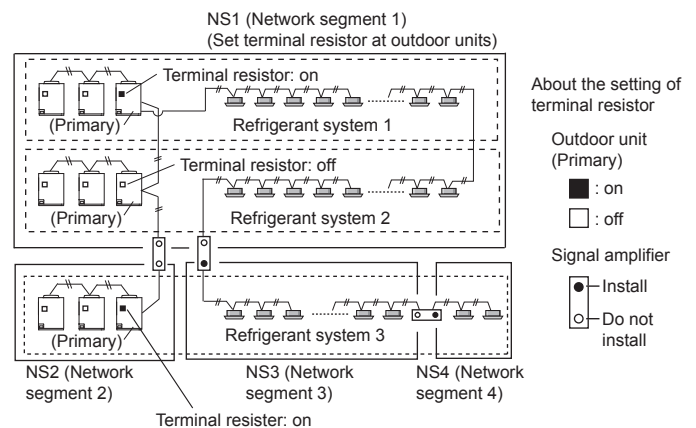 NS1 (Network segment 1)
(Set terminal resistor at outdoor units)
Terminal resistor: on
(Primary)
Refrigerant system 1
Terminal resistor: off
(Primary)
Refrigerant system 2
(Primary)
Refrigerant system 3
NS2 (Network
segment 2)
NS3 (Network
segment 3)
NS4 (Network
segment 4)
Terminal resister: on
About the setting of
terminal resistor
Outdoor unit
(Primary)
: on
: off
Signal amplifier
Install
Do not
install